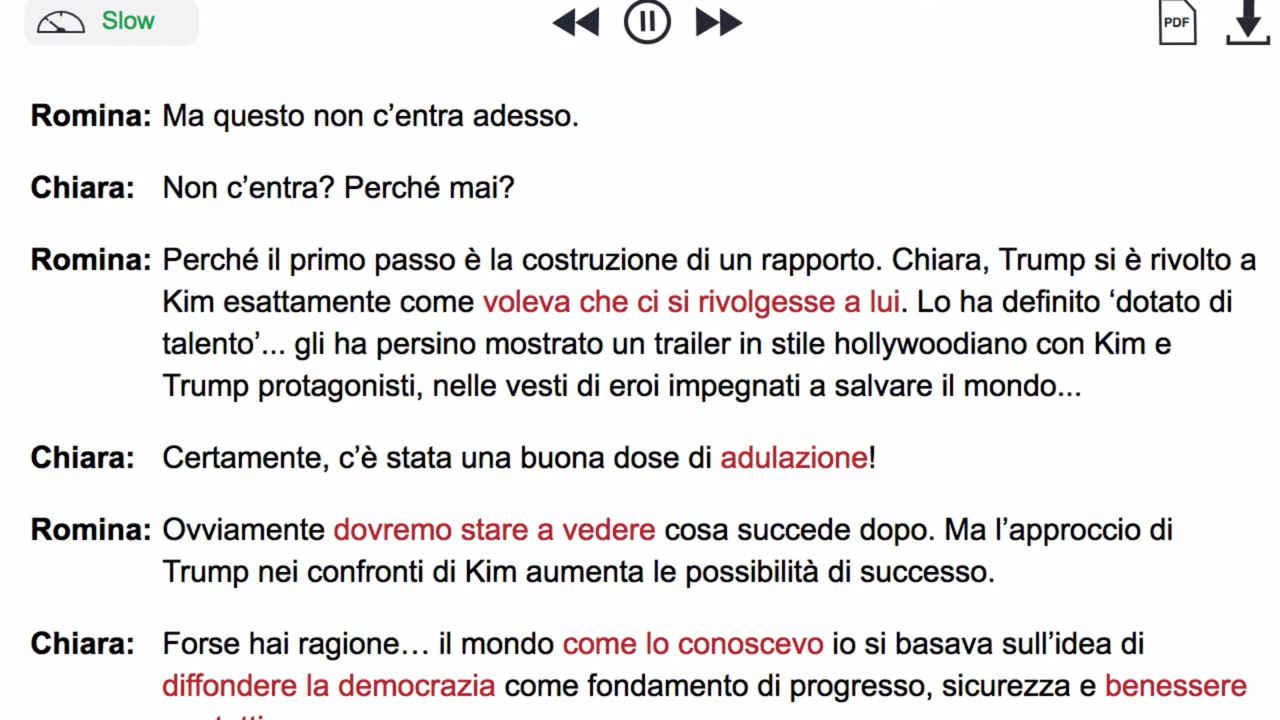 Slow
PDF
Romina: Ma questo non c’entra adesso.
Chiara: Non c’entra? Perché mai?
Romina: Perché il primo passo è la costruzione di un rapporto. Chiara, Trump si è rivolto a
Kim esattamente come voleva che ci si rivolgesse a lui. Lo ha definito ‘dotato di
talento’... gli ha persino mostrato un trailer in stile hollywoodiano con Kim e
Trump protagonisti, nelle vesti di eroi impegnati a salvare il mondo...
Chiara: Certamente, c’è stata una buona dose di adulazione!
Romina: Ovviamente dovremo stare a vedere cosa succede dopo. Ma l’approccio di
Trump nei confronti di Kim aumenta le possibilità di successo.
Chiara: Forse hai ragione… il mondo come lo conoscevo io si basava sull’idea di
diffondere la democrazia come fondamento di progresso, sicurezza e benessere